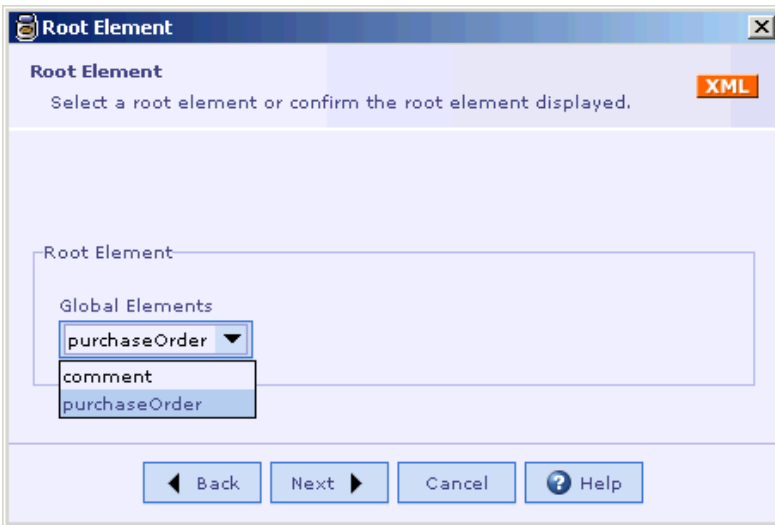 Root Element
Root Element
Select a root element or confirm the root element displayed.
XML
Root Element
Global Elements
purchaseOrder
comment
purchaseOrder
Back
Next
Cancel
Help